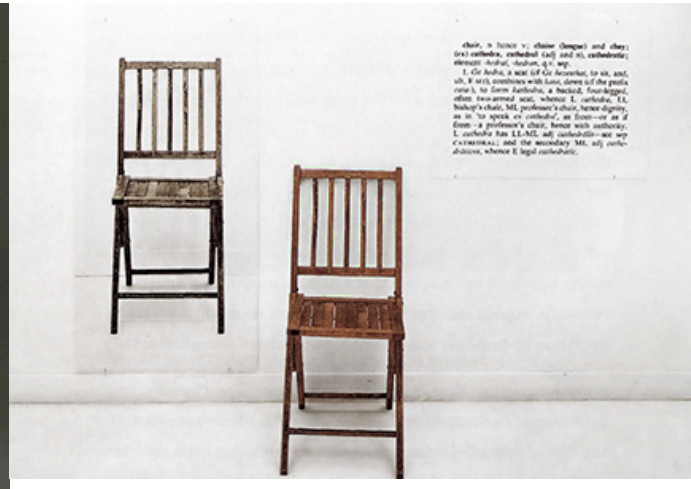 chair, n hence v; chaise (longue) and chay;
(ex) cathedra, cathedral (adj and n), cathedratic;
element -hedral, -hedron, q.v. sep.
1. Gr hedra, a seat (cf Gr hezesthai, to sit, and,
ult, E SIT), combines with kata, down (cf the prefix
cata-), to form kathedra, a backed, four-legged,
often two-armed seat, whence L cathedra, LL
bishop's chair, ML professor's chair, hence dignity,
as in 'to speak ex cathedra', as from—or as if
from—a professor's chair, hence with authority.
L cathedra has LL-ML adj cathedrālis—see sep
CATHEDRAL; and the secondary ML adj cathe-
drāticus, whence E legal cathedratic.